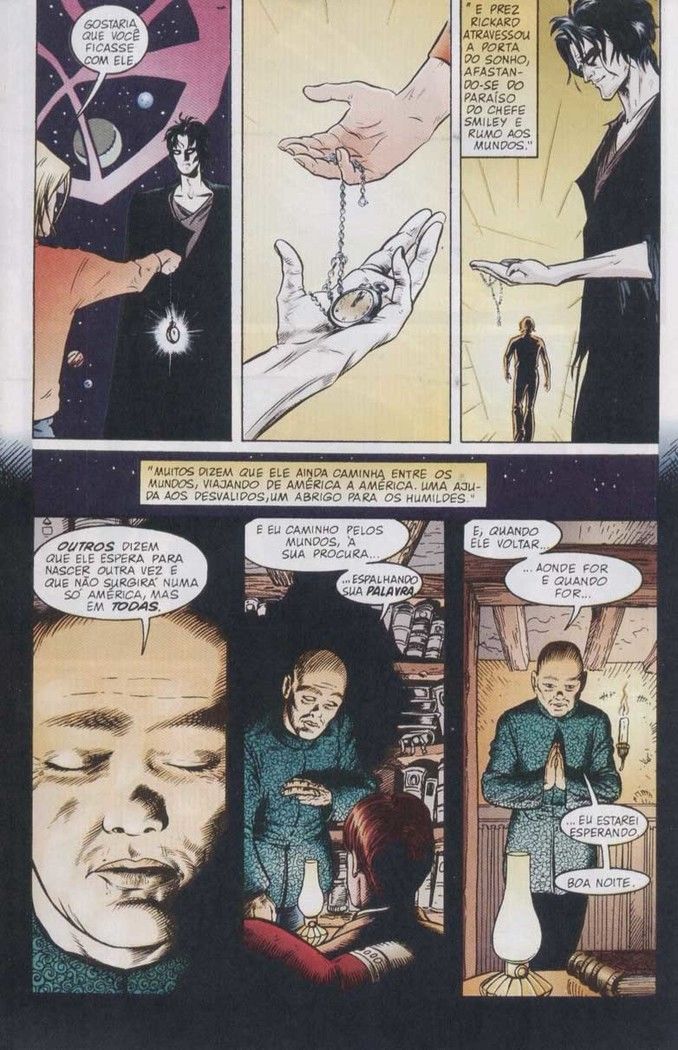 GOSTARIA
QUE VOCÊ
FICASSE
COM ELE
"E PREZ
RICKARD
ATRAVESSOU
A PORTA
DO SONHO,
AFASTAN-
DO-SE DO
PARAÍSO
DO CHEFE
SMILEY E
RUMO AOS
MUNDOS."
"MUITOS DIZEM QUE ELE AINDA CAMINHA ENTRE OS
MUNDOS, VIAJANDO DE AMÉRICA A AMÉRICA. UMA AJU-
DA AOS DESVALIDOS, UM ABRIGO PARA OS HUMILDES."
OUTROS DIZEM
QUE ELE ESPERA PARA
NASCER OUTRA VEZ E
QUE NÃO SURGIRÁ NUMA
SÓ AMÉRICA, MAS
EM TODAS.
E EU CAMINHO PELOS
MUNDOS, À
SUA PROCURA...
...ESPALHANDO
SUA PALAVRA.
E, QUANDO
ELE VOLTAR...
...AONDE FOR
E QUANDO
FOR...
...EU ESTAREI
ESPERANDO.
BOA NOITE.